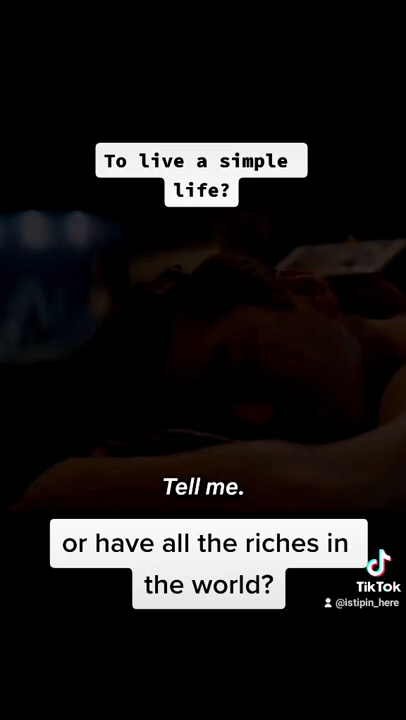 To live a simple
life?
Tell me.
or have all the riches in
the world?
TikTok
@istipin_here